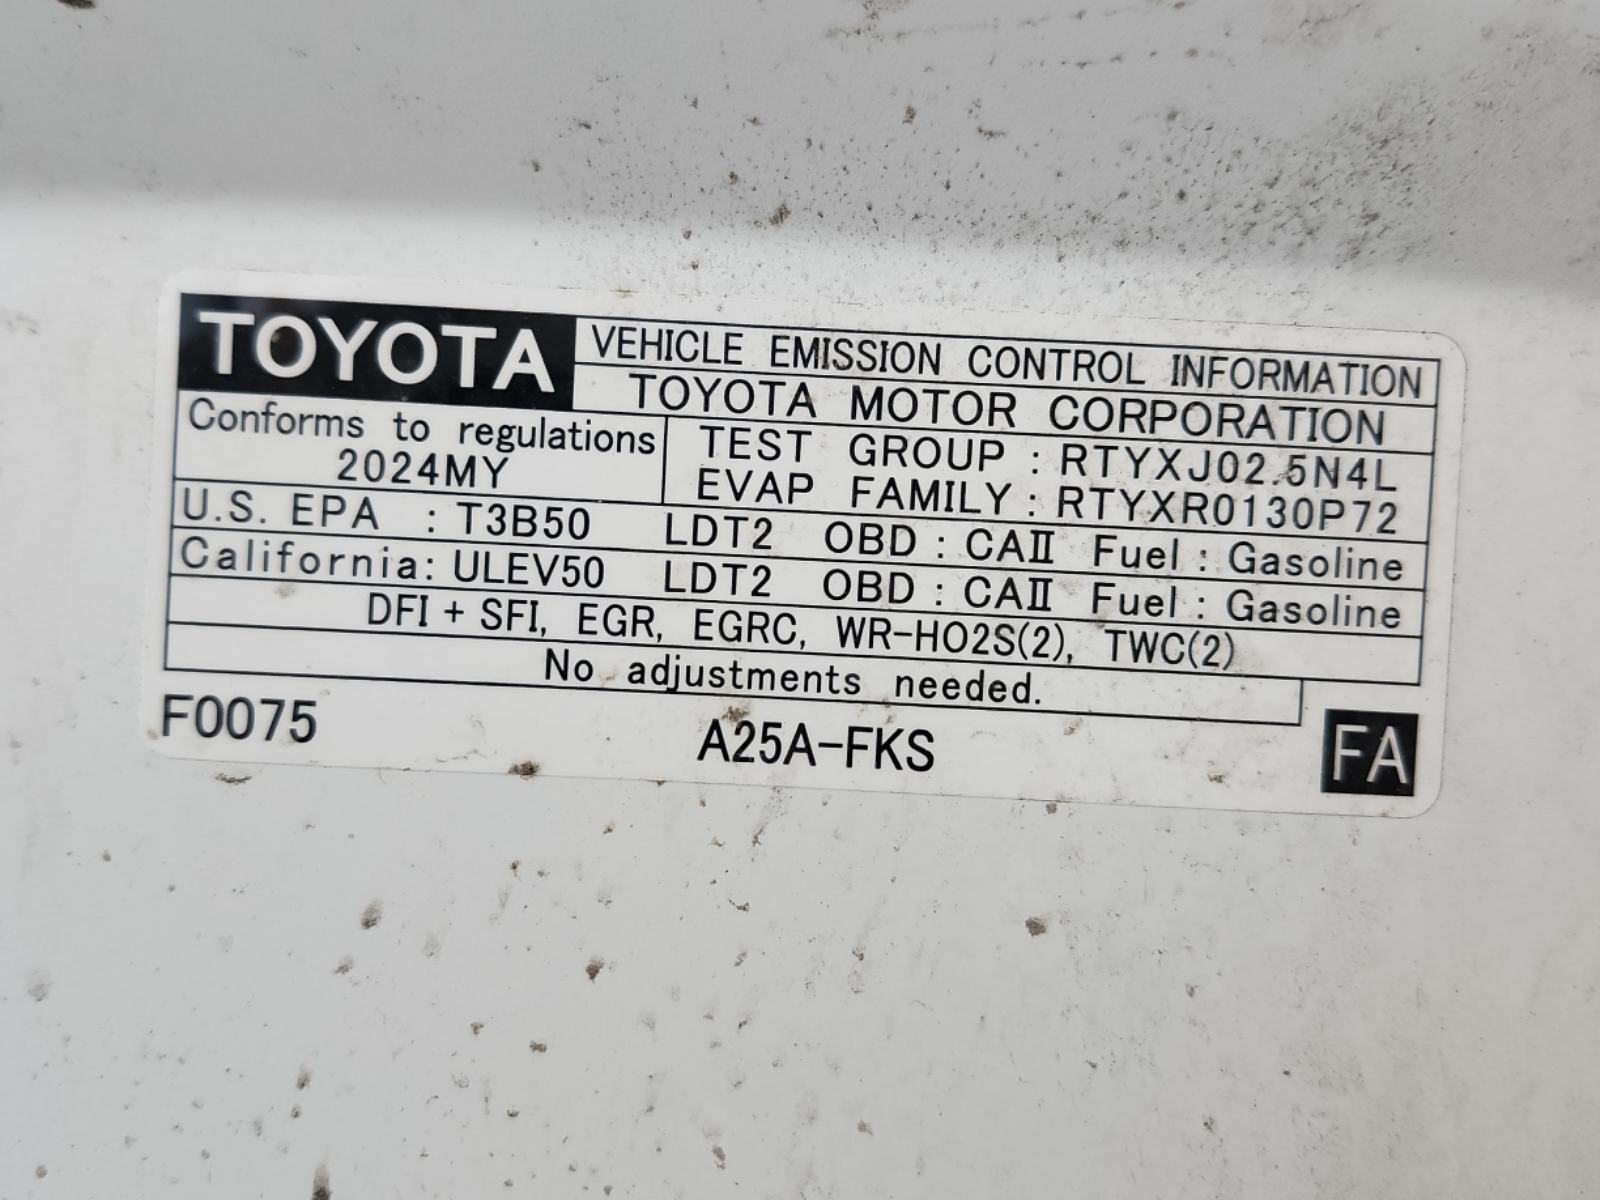 TOYOTA VEHICLE EMISSION CONTROL INFORMATION
TOYOTA MOTOR CORPORATION
Conforms to regulations
2024MY
TEST GROUP : RTYXJ02.5N4L
EVAP FAMILY : RTYXR0130P72
U.S. EPA : T3B50 LDT2 OBD : CAⅡ Fuel : Gasoline
California: ULEV50 LDT2 OBD : CAⅡ Fuel : Gasoline
DFI + SFI, EGR, EGRC, WR-HO2S(2), TWC(2)
No adjustments needed.
F0075 A25A-FKS FA